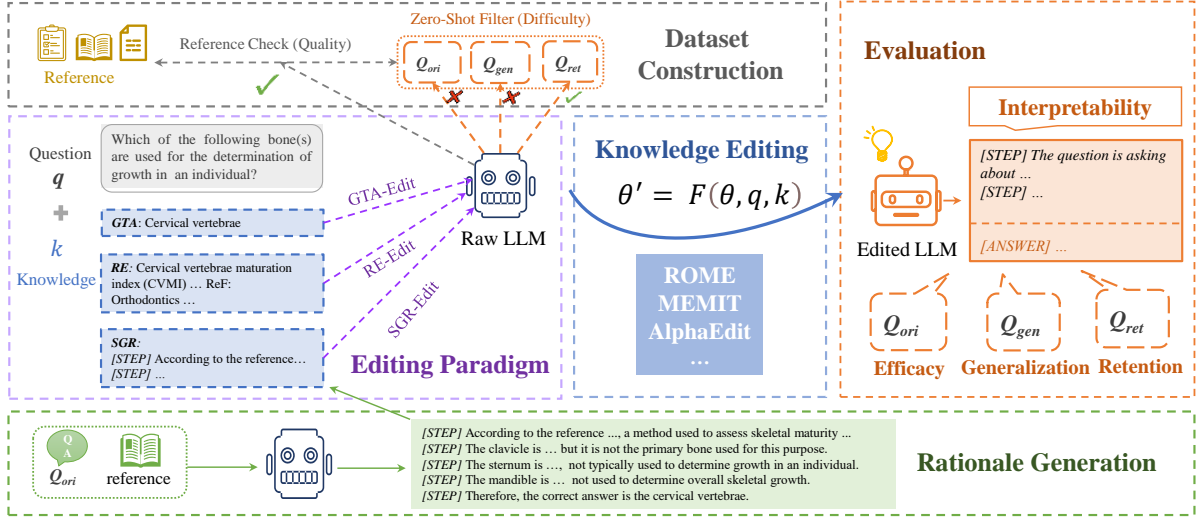 Zero-Shot Filter (Difficulty)
Reference Check (Quality)
Reference
Q_ori
Q_gen
Q_ret
Dataset
Construction
Question
q
+
k
Knowledge
Which of the following bone(s)
are used for the determination of
growth in an individual?
GTA: Cervical vertebrae
RE: Cervical vertebrae maturation
index (CVMI) … ReF:
Orthodontics …
SGR:
[STEP] According to the reference…
[STEP] …
GTA-Edit
RE-Edit
SGR-Edit
Raw LLM
Editing Paradigm
Knowledge Editing
θ′ = F(θ,q,k)
ROME
MEMIT
AlphaEdit
…
Evaluation
Interpretability
[STEP] The question is asking
about …
[STEP] …
[ANSWER] …
Edited LLM
Q_ori
Q_gen
Q_ret
Efficacy
Generalization
Retention
Q
A
Q_ori
reference
[STEP] According to the reference ..., a method used to assess skeletal maturity ...
[STEP] The clavicle is … but it is not the primary bone used for this purpose.
[STEP] The sternum is …, not typically used to determine growth in an individual.
[STEP] The mandible is … not used to determine overall skeletal growth.
[STEP] Therefore, the correct answer is the cervical vertebrae.
Rationale Generation